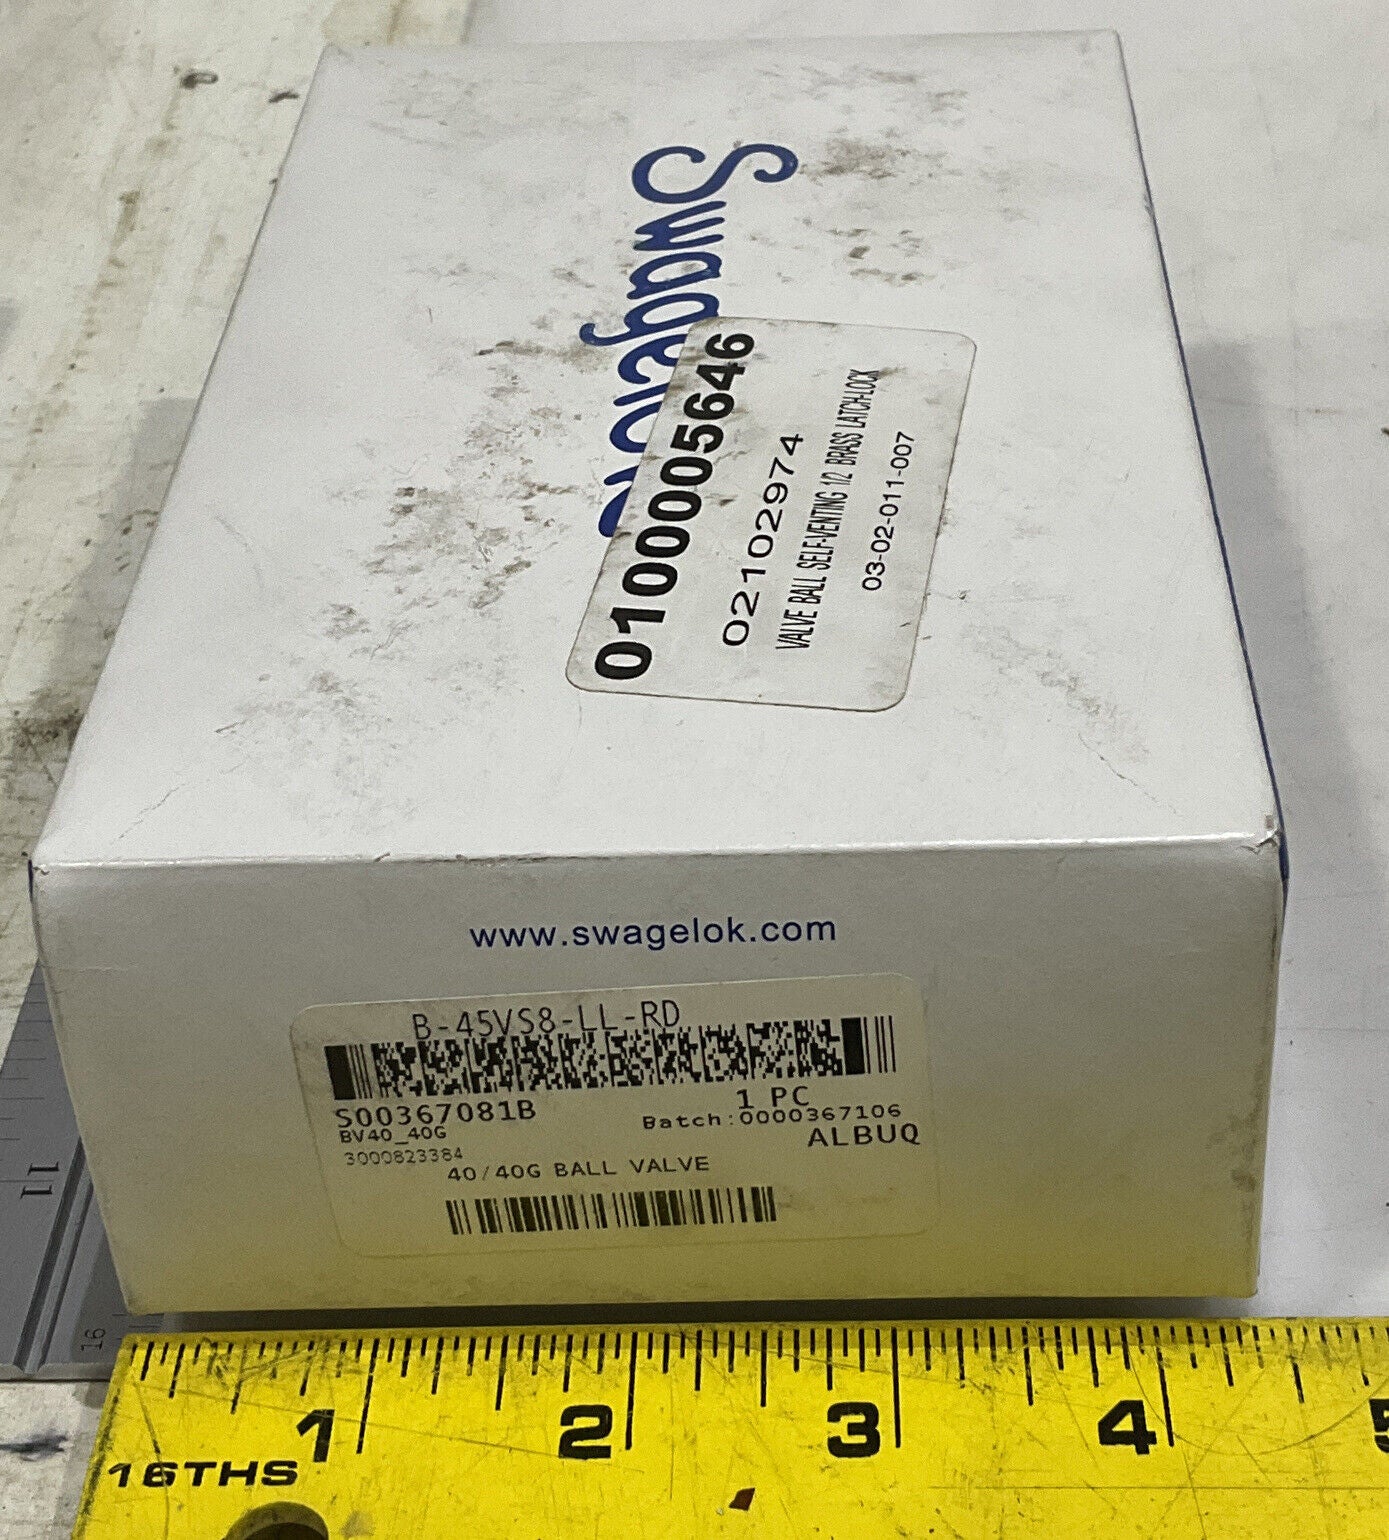 Swagelok
0100005646
02102974
VALVE BALL SELF-VENTING 1/2 BRASS LATCH-LOCK
03-02-011-007
www.swagelok.com
B-45VS8-LL-RD
S00367081B
1 PC
BV40_40G
Batch:0000367106
3000823384
ALBUQ
40/40G BALL VALVE
11
16
1 2 3 4 5
16THS